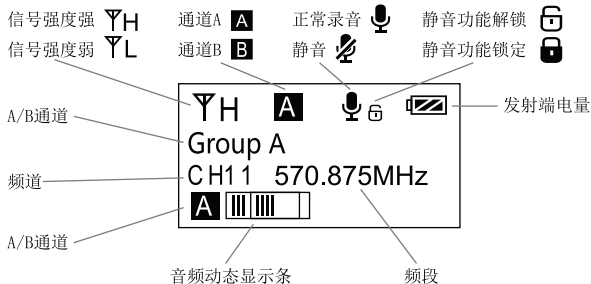 信号强度强 H 通道A A 正常录音 静音功能解锁
信号强度弱 L 通道B B 静音 静音功能锁定
H A
发射端电量
A/B通道
Group A
频道
CH11 570.875MHz
A
A/B通道
音频动态显示条 频段